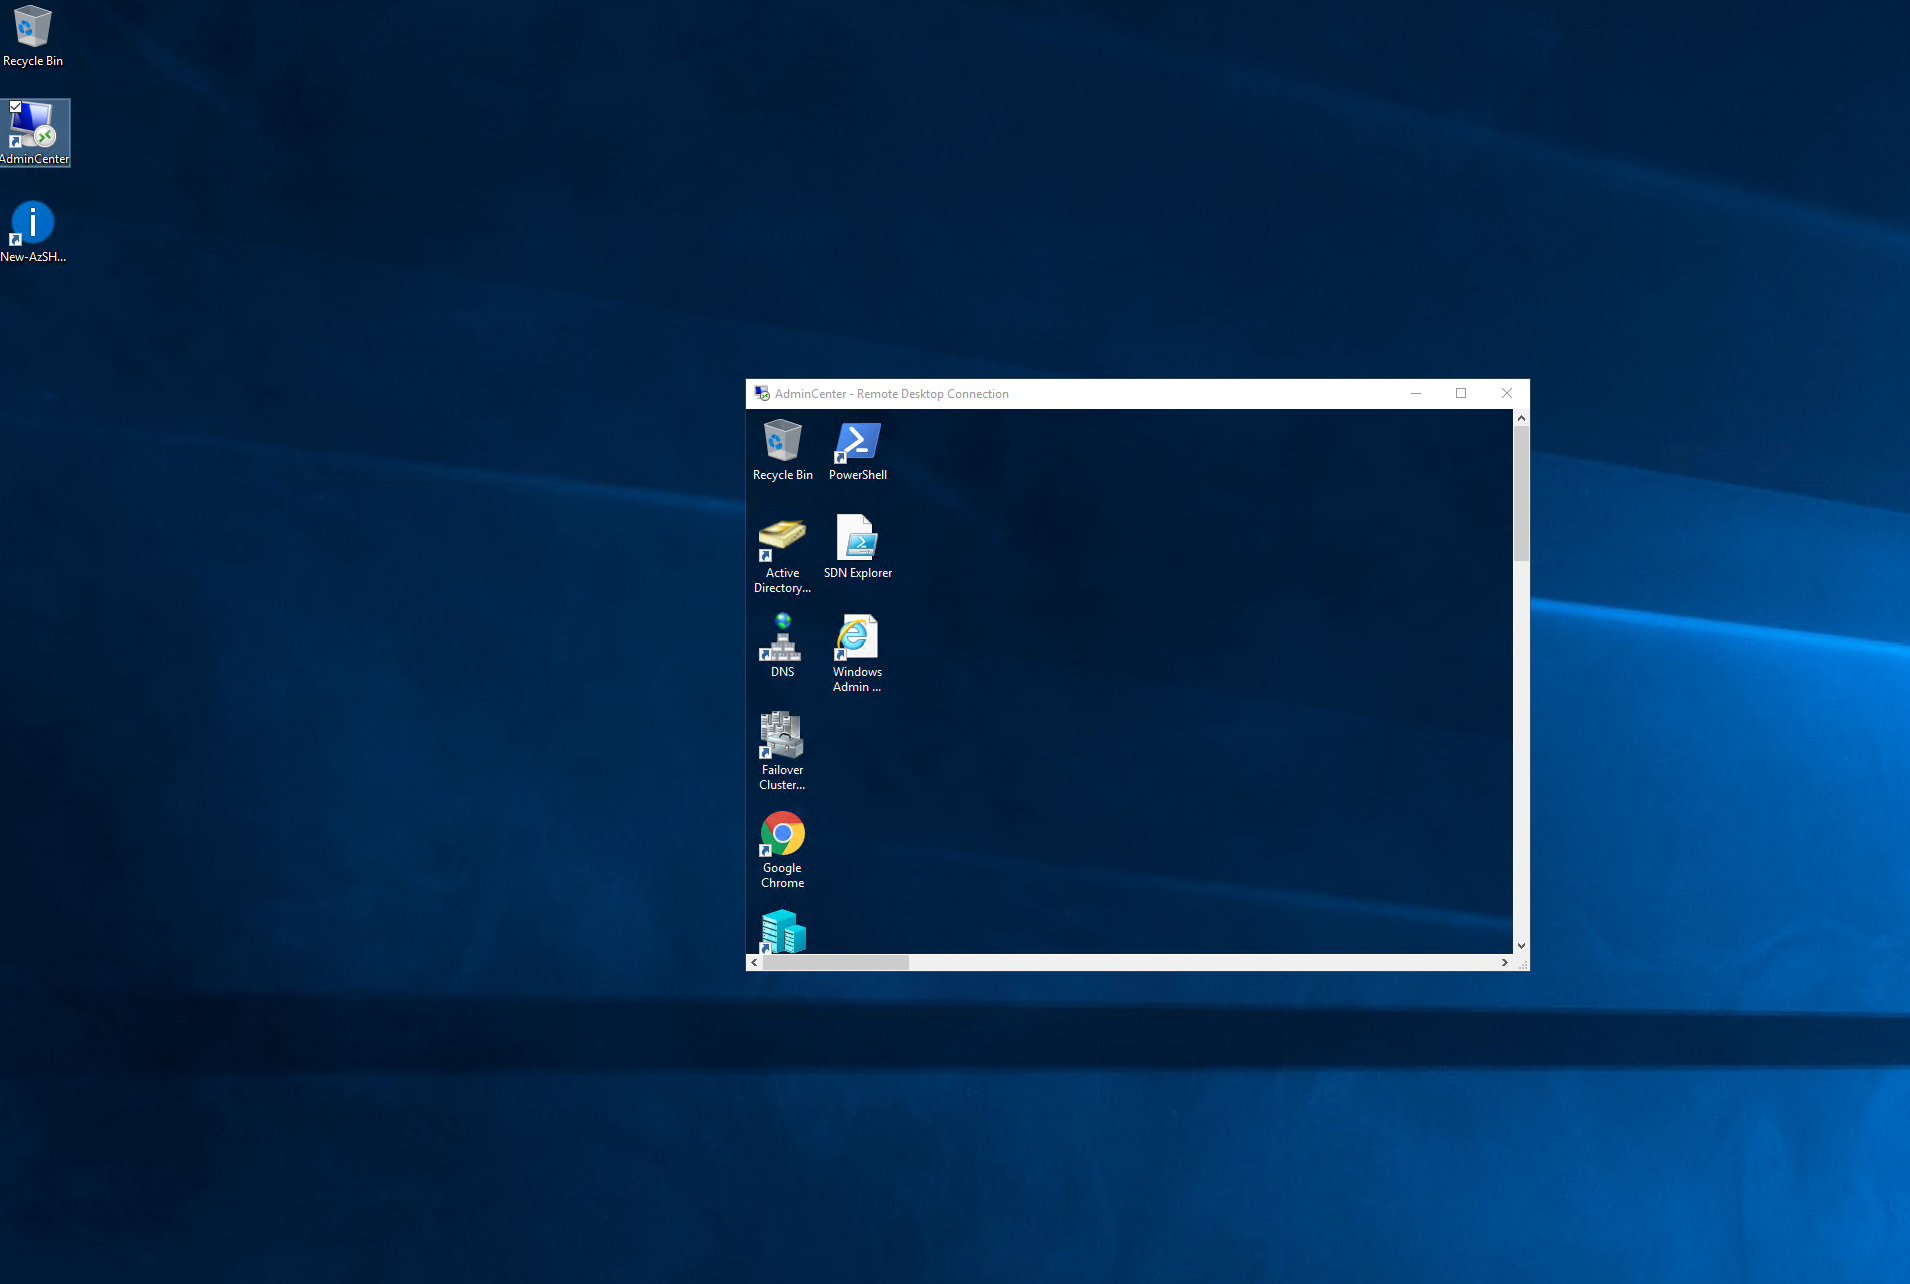 Recycle Bin
AdminCenter
New-AzSH...
AdminCenter - Remote Desktop Connection
Recycle Bin
PowerShell
Active
Directory...
SDN Explorer
DNS
Windows
Admin ...
Failover
Cluster...
Google
Chrome